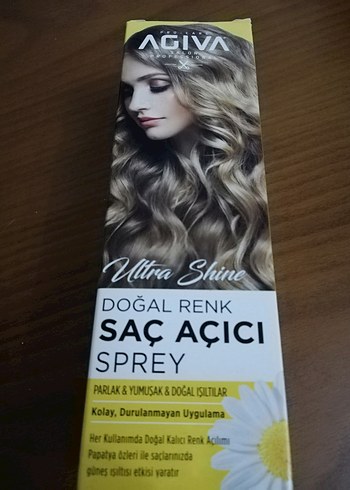 AGIVA
Ultra Shine
DOĞAL RENK
SAÇ AÇICI
SPREY
PARLAK & YUMUŞAK & DOĞAL IŞILTILAR
Kolay, Durulanmayan Uygulama
Her Kullanımda Doğal Kalıcı Renk Açılımı
Papatya özleri ile saçlarınızda
güneş ışıltısı etkisi yaratır